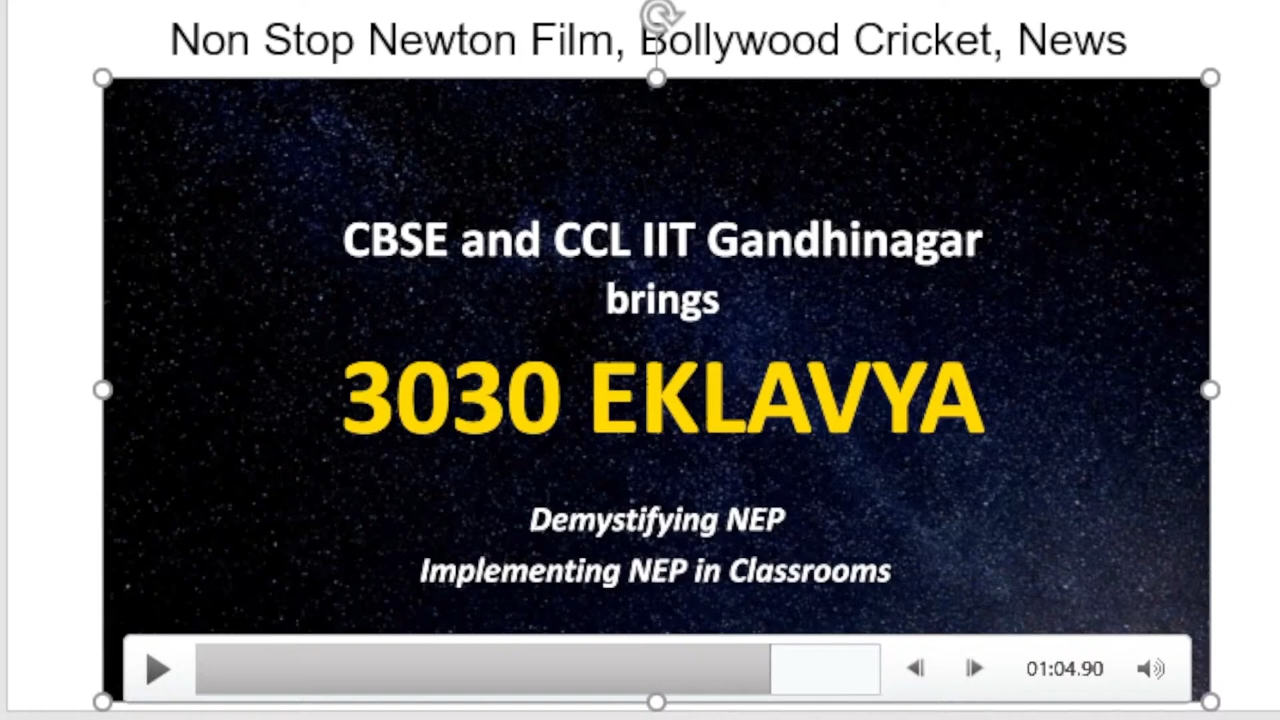 Non Stop Newton Film, Bollywood Cricket, News
CBSE and CCL IIT Gandhinagar
brings
3030 EKLAVYA
Demystifying NEP
Implementing NEP in Classrooms
01:04.90